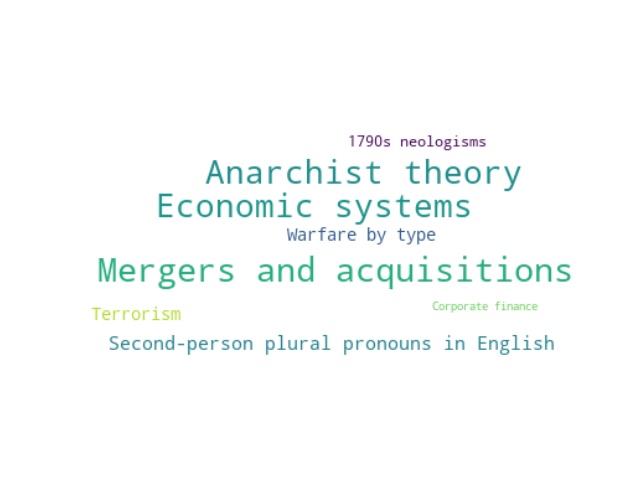 1790s neologisms
Anarchist theory
Economic systems
Warfare by type
Mergers and acquisitions
Corporate finance
Terrorism
Second-person plural pronouns in English